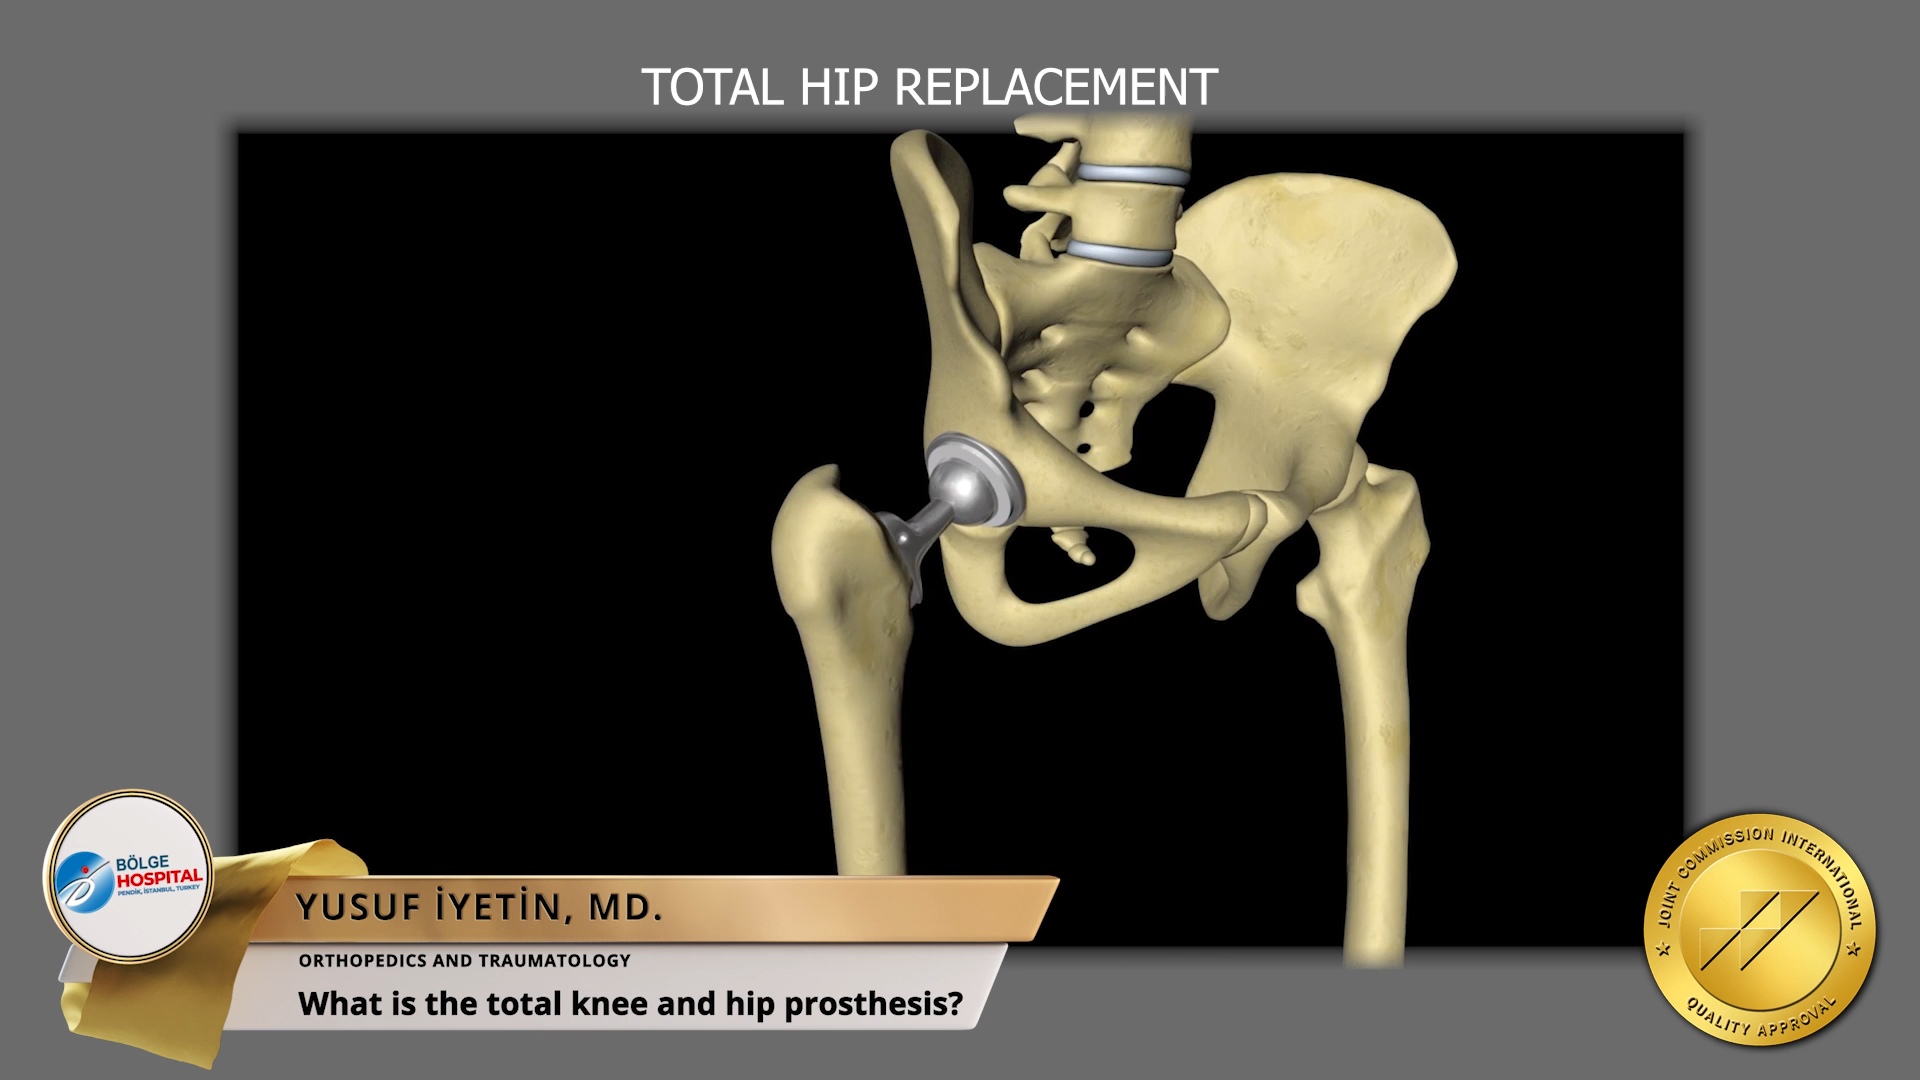 TOTAL HIP REPLACEMENT
BÖLGE
HOSPITAL
PENDİK, İSTANBUL, TURKEY
YUSUF İYETİN, MD.
ORTHOPEDICS AND TRAUMATOLOGY
What is the total knee and hip prosthesis?
JOINT COMMISSION INTERNATIONAL
QUALITY APPROVAL